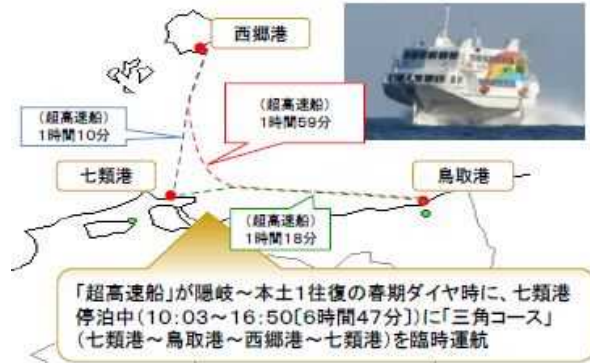 西郷港
(超高速船)
1時間10分
(超高速船)
1時間59分
七類港
鳥取港
(超高速船)
1時間18分
「超高速船」が隠岐~本土1往復の春期ダイヤ時に、七類港
停泊中(10:03~16:50[6時間47分])に「三角コース」
(七類港~鳥取港~西郷港~七類港)を臨時運航